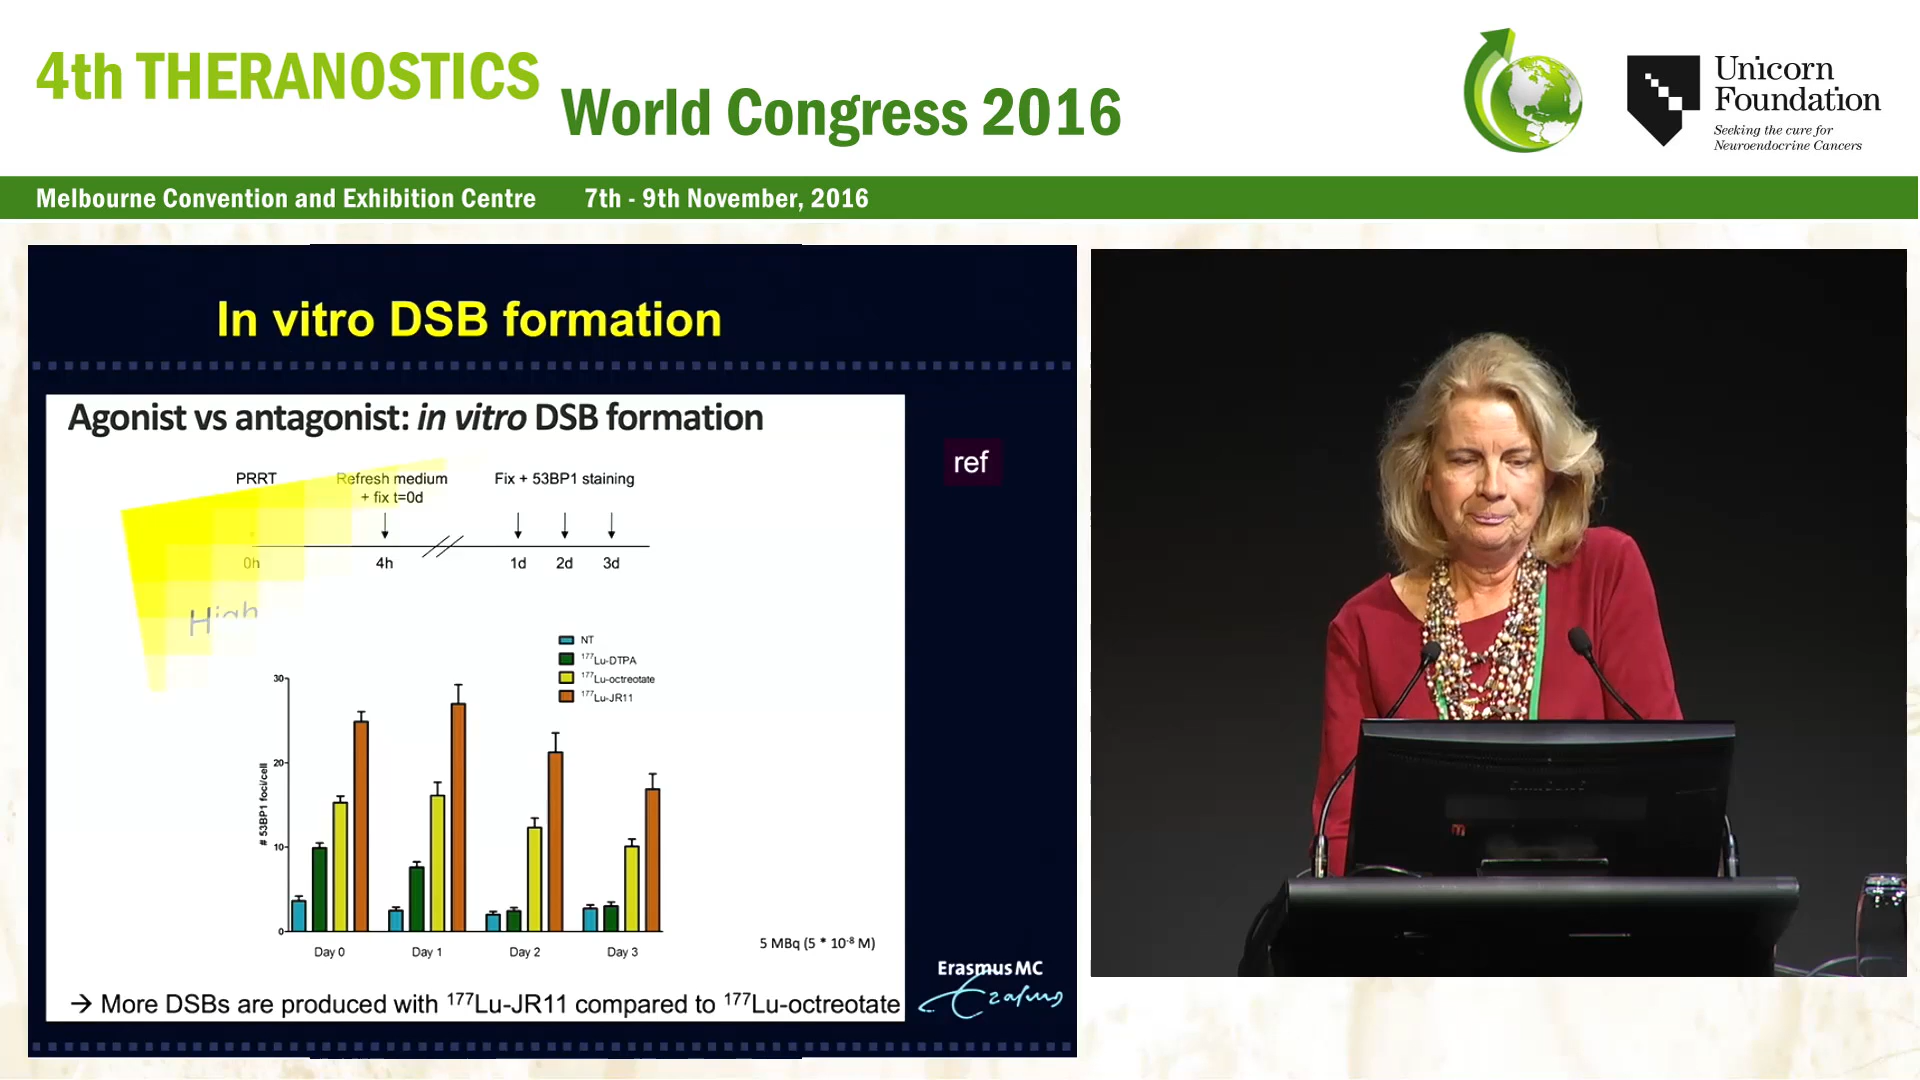 4th THERANOSTICS
World Congress 2016
Unicorn
Foundation
Seeking the cure for
Neuroendocrine Cancers
Melbourne Convention and Exhibition Centre 7th - 9th November, 2016
In vitro DSB formation
Agonist vs antagonist: in vitro DSB formation
ref
PRRT Refresh medium Fix + 53BP1 staining
+ fix t=0d
0h 4h 1d 2d 3d
High
NT
¹⁷⁷Lu-DTPA
¹⁷⁷Lu-octreotate
¹⁷⁷Lu-JR11
# 53BP1 foci/cell
30
20
10
0
Day 0 Day 1 Day 2 Day 3
5 MBq (5 * 10⁻⁸ M)
Erasmus MC
Erasmus
→ More DSBs are produced with ¹⁷⁷Lu-JR11 compared to ¹⁷⁷Lu-octreotate